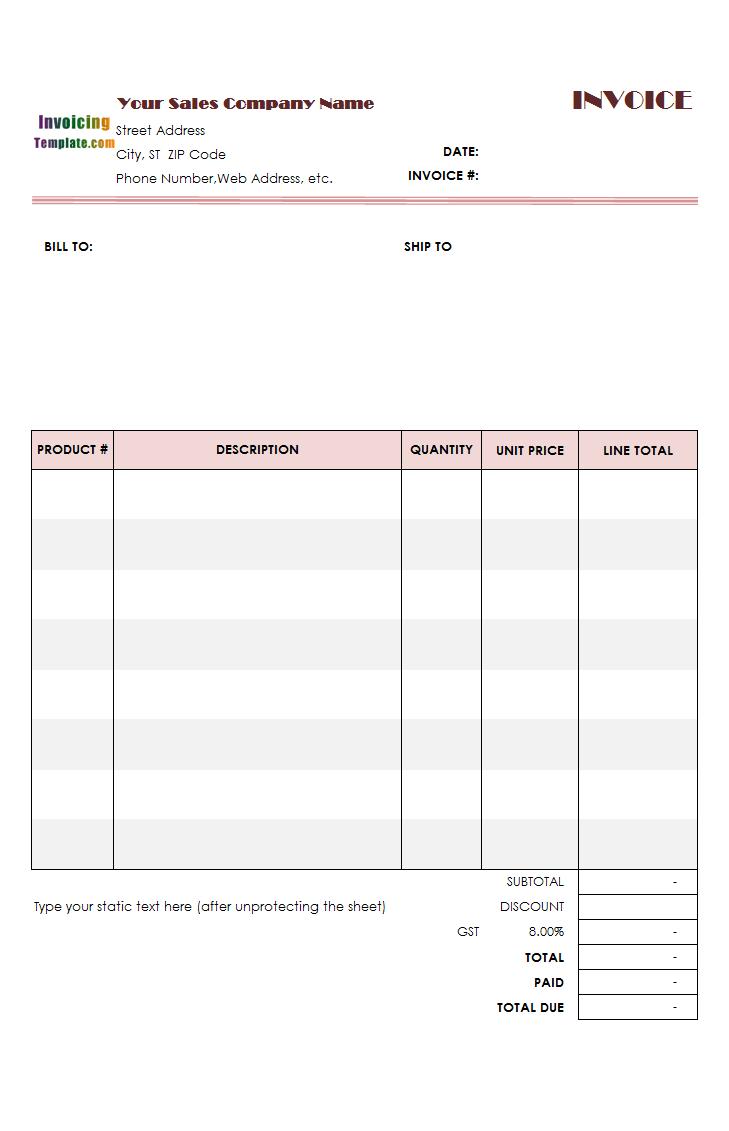 Your Sales Company Name
INVOICE
Invoicing
Template.com
Street Address
City, ST  ZIP Code
Phone Number,Web Address, etc.
DATE:
INVOICE #:
BILL TO:
SHIP TO
PRODUCT # DESCRIPTION QUANTITY UNIT PRICE LINE TOTAL
SUBTOTAL -
Type your static text here (after unprotecting the sheet) DISCOUNT
GST 8.00% -
TOTAL -
PAID -
TOTAL DUE -